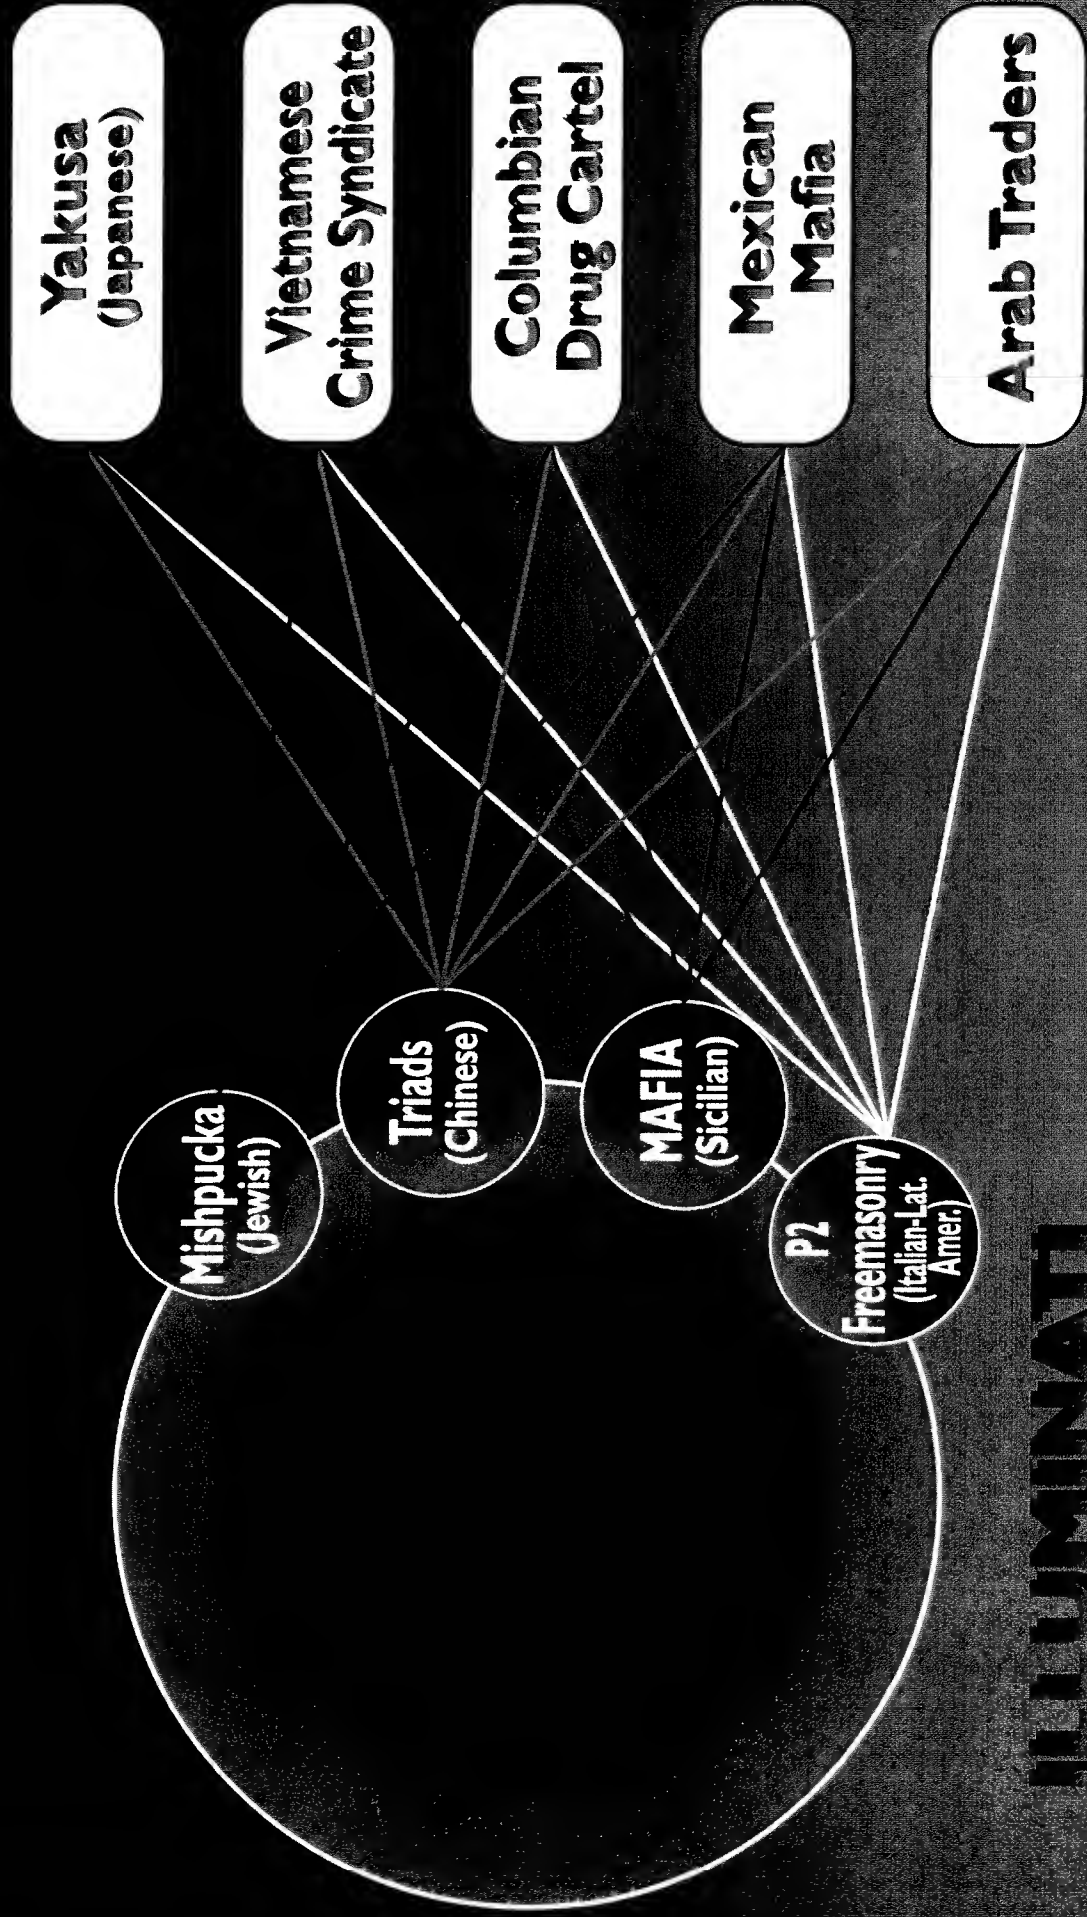 Yakusa
(Japanese)
Vietnamese
Crime Syndicate
Columbian
Drug Cartel
Mexican
Mafia
Arab Traders
Mishpucka
(Jewish)
Triads
(Chinese)
MAFIA
(Sicilian)
P2
Freemasonry
(Italian-Lat.
Amer.)
ILLUMINATI